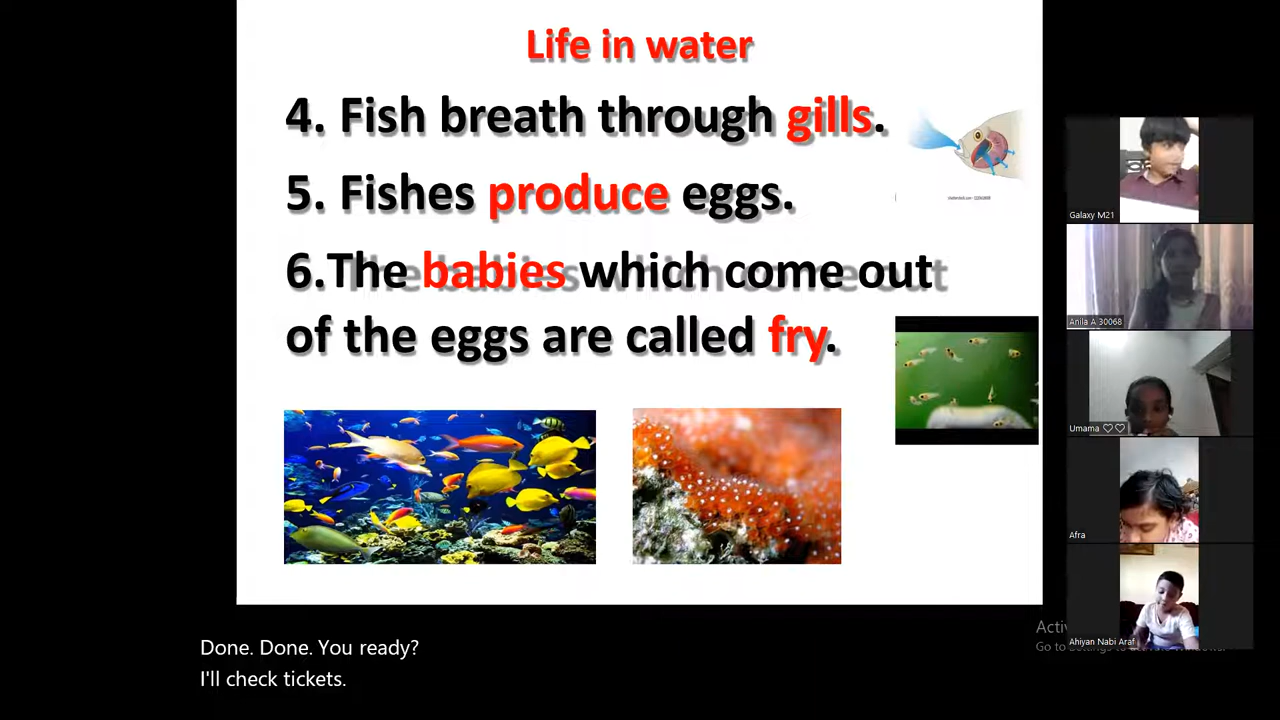 Life in water
4. Fish breath through gills.
5. Fishes produce eggs.
6.The babies which come out
of the eggs are called fry.
Galaxy M21
Anila A 30068
Umama ♡♡
Afra
Ahiyan Nabi Araf
Done. Done. You ready?
I'll check tickets.